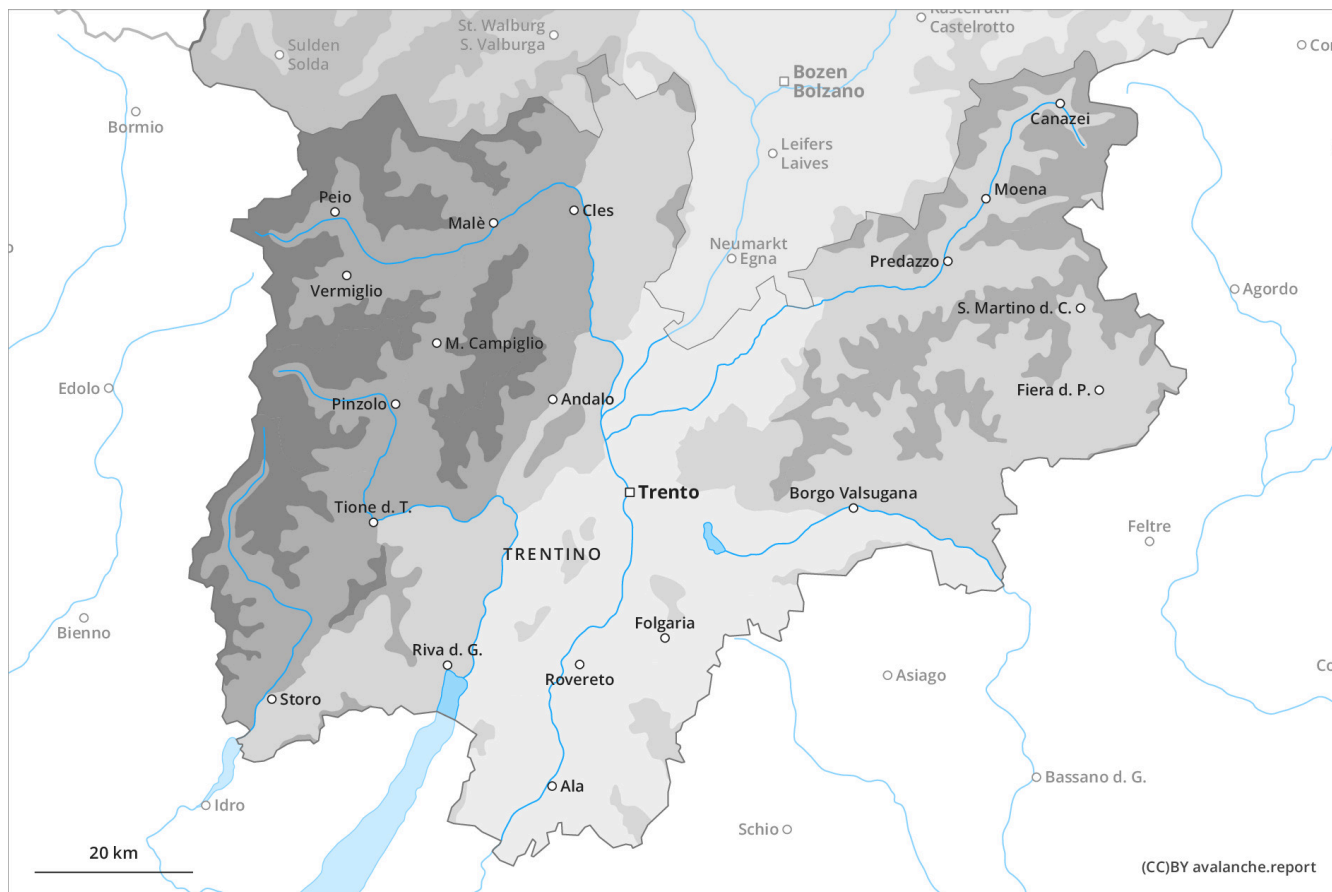 St. Walburg
S. Valburga
Kastelruth
Castelrotto
Sulden
Solda
Bozen
Bolzano
Bormio
Canazei
Leifers
Laives
Moena
Peio
Malè
Cles
Neumarkt
Egna
Predazzo
Vermiglio
Agordo
S. Martino d. C.
M. Campiglio
Edolo
Fiera d. P.
Pinzolo
Andalo
Trento
Borgo Valsugana
Tione d. T.
Feltre
TRENTINO
Bienno
Folgaria
Riva d. G.
Rovereto
Asiago
Co
Storo
Bassano d. G.
Ala
Idro
Schio
20 km
(CC)BY avalanche.report